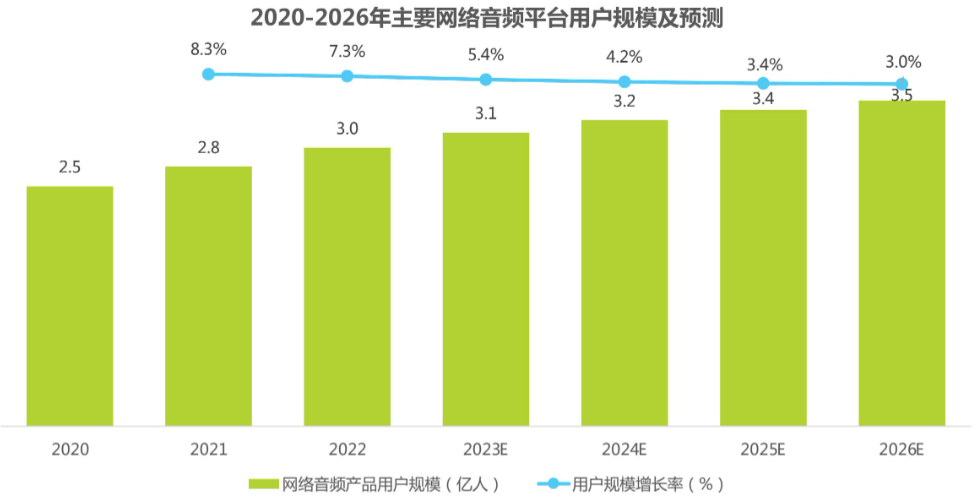 2020-2026年主要网络音频平台用户规模及预测
8.3% 7.3% 5.4% 4.2% 3.4% 3.0%
2.5 2.8 3.0 3.1 3.2 3.4 3.5
2020 2021 2022 2023E 2024E 2025E 2026E
网络音频产品用户规模（亿人） 用户规模增长率（%）